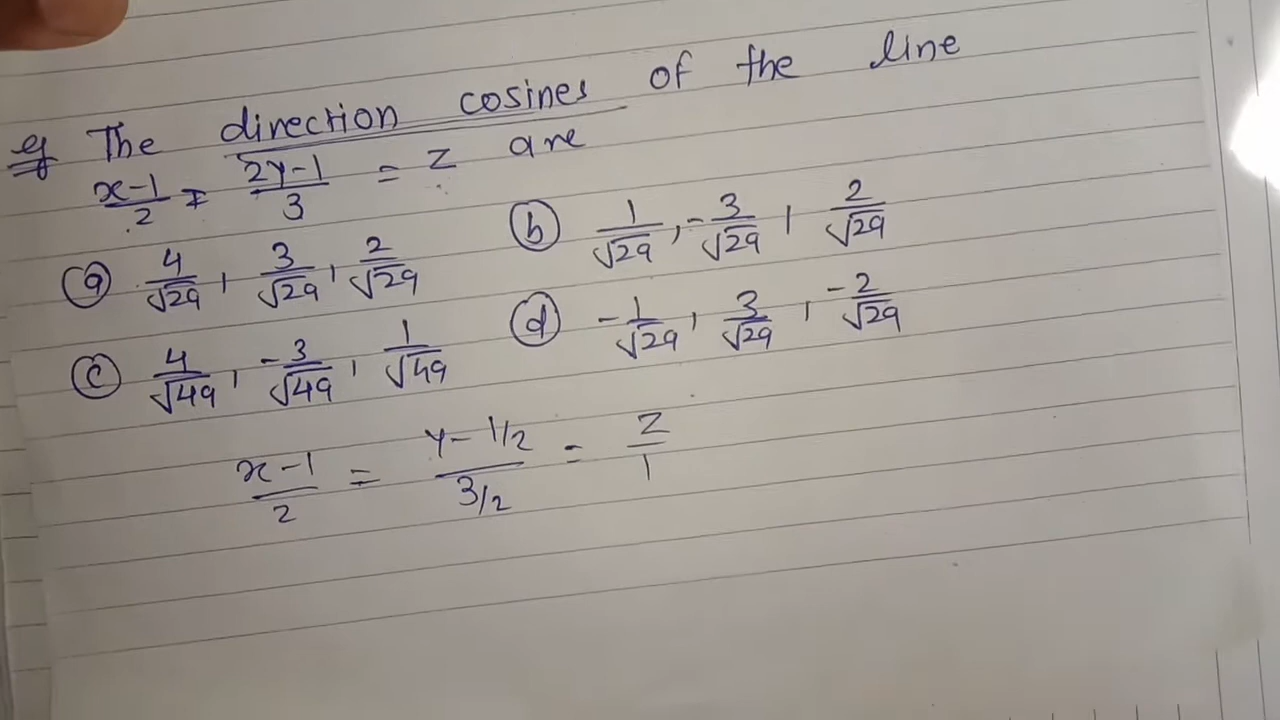 eg The direction cosines of the line
x-1/2 = 2y-1/3 = z are
(a) 4/√29, 3/√29, 2/√29 (b) 1/√29, -3/√29, 2/√29
(c) 4/√49, -3/√49, 1/√49 (d) -1/√29, 3/√29, -2/√29
x-1/2 = y-1/2/3/2 = z/1